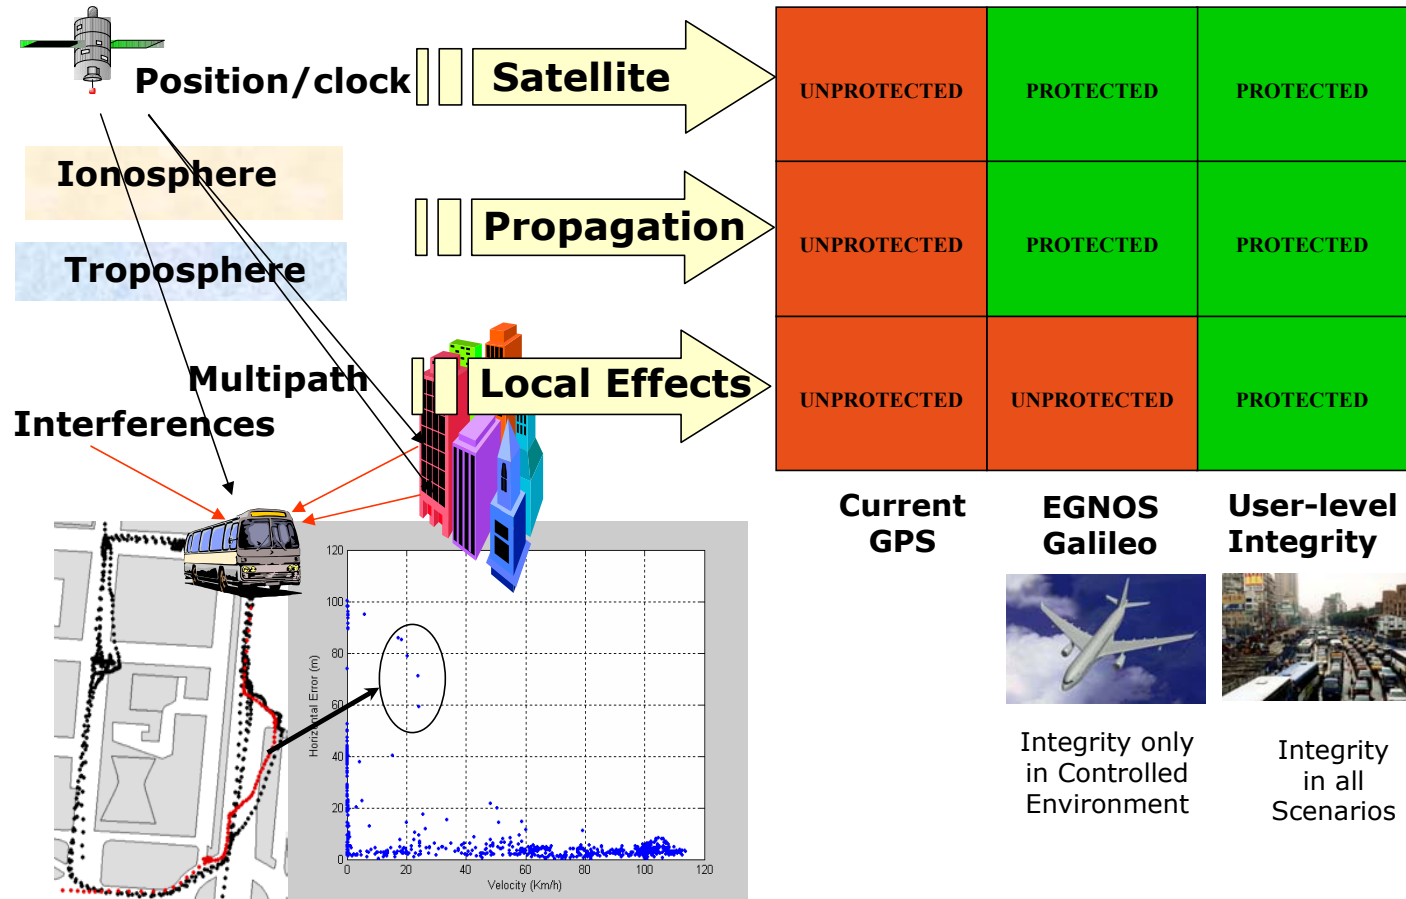 Position/clock
Satellite
UNPROTECTED
PROTECTED
PROTECTED
Ionosphere
Propagation
UNPROTECTED
PROTECTED
PROTECTED
Troposphere
Multipath
Local Effects
UNPROTECTED
UNPROTECTED
PROTECTED
Interferences
Current
GPS
EGNOS
Galileo
User-level
Integrity
Integrity only
in Controlled
Environment
Integrity
in all
Scenarios
Horizontal Error (m)
120
100
80
60
40
20
0
0 20 40 60 80 100 120
Velocity (Km/h)